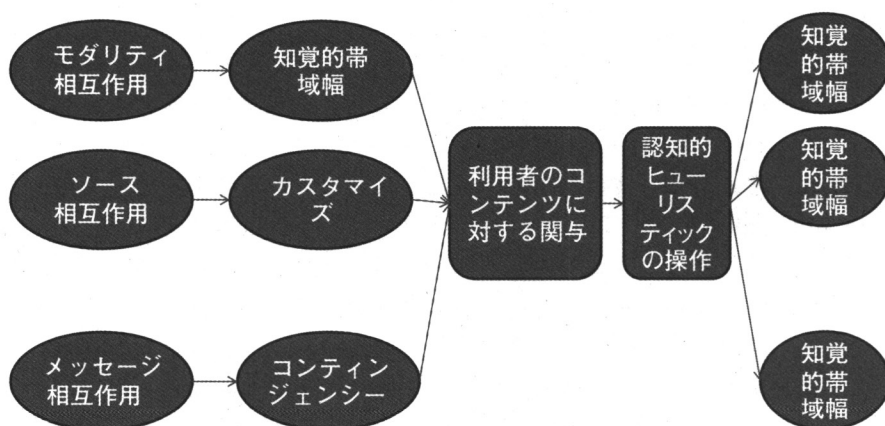 モダリティ
相互作用
知覚的帯
域幅
ソース
相互作用
カスタマイ
ズ
メッセージ
相互作用
コンティン
ジェンシー
利用者のコ
ンテンツに
対する関与
認知的
ヒュー
リス
ティック
の操作
知覚
的帯
域幅
知覚
的帯
域幅
知覚
的帯
域幅